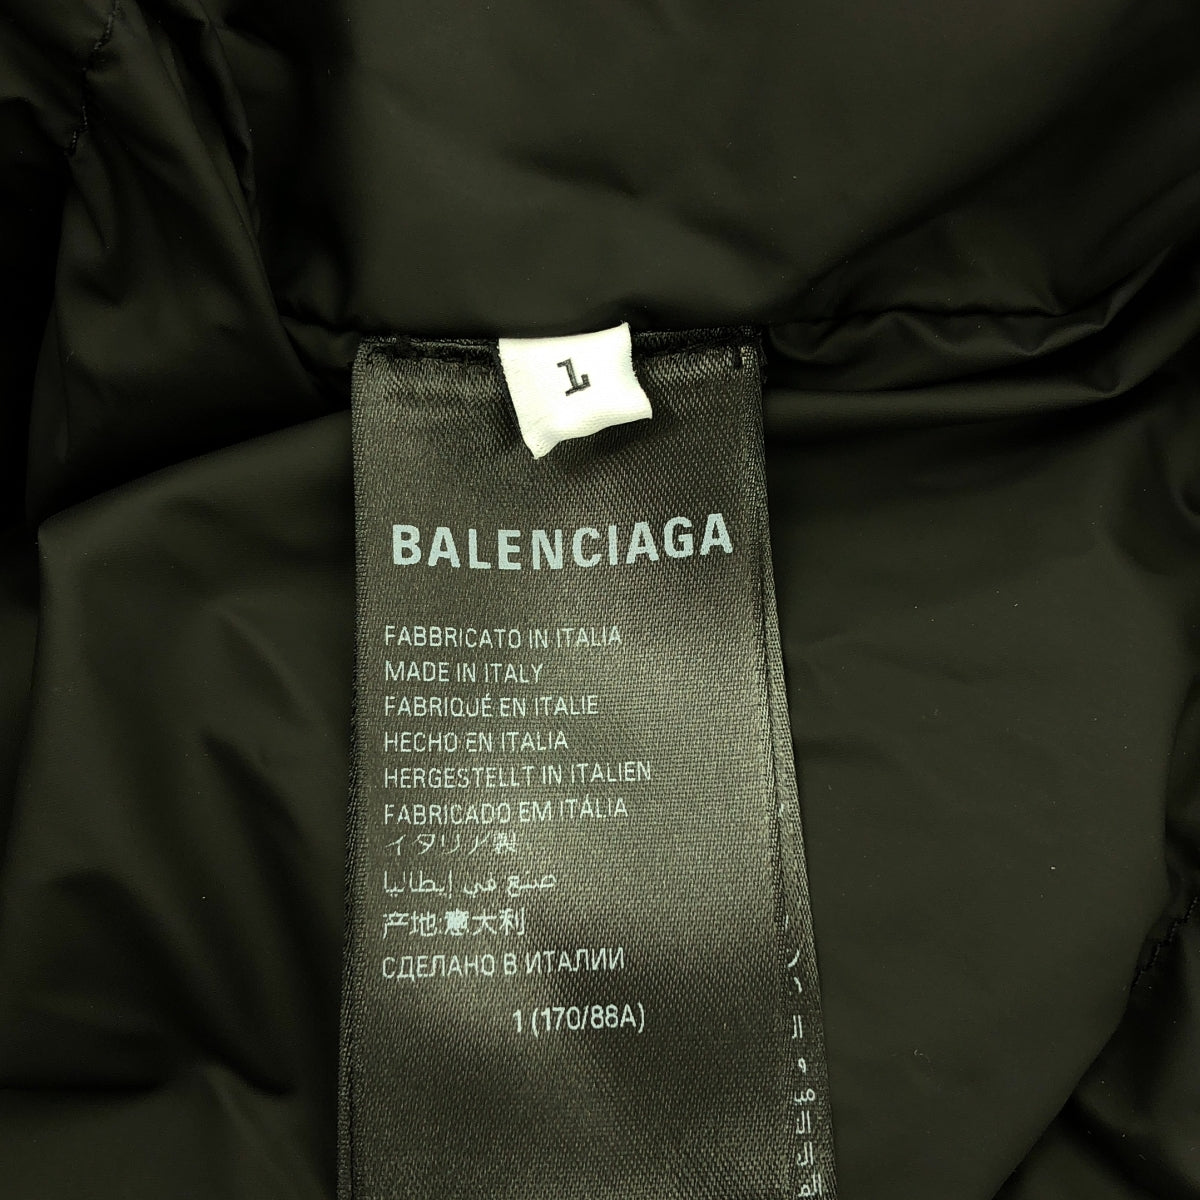 1
BALENCIAGA
FABBRICATO IN ITALIA
MADE IN ITALY
FABRIQUÉ EN ITALIE
HECHO EN ITALIA
HERGESTELLT IN ITALIEN
FABRICADO EM ITÁLIA
イタリア製
صنع في إيطاليا
产地:意大利
СДЕЛАНО В ИТАЛИИ
1 (170/88A)